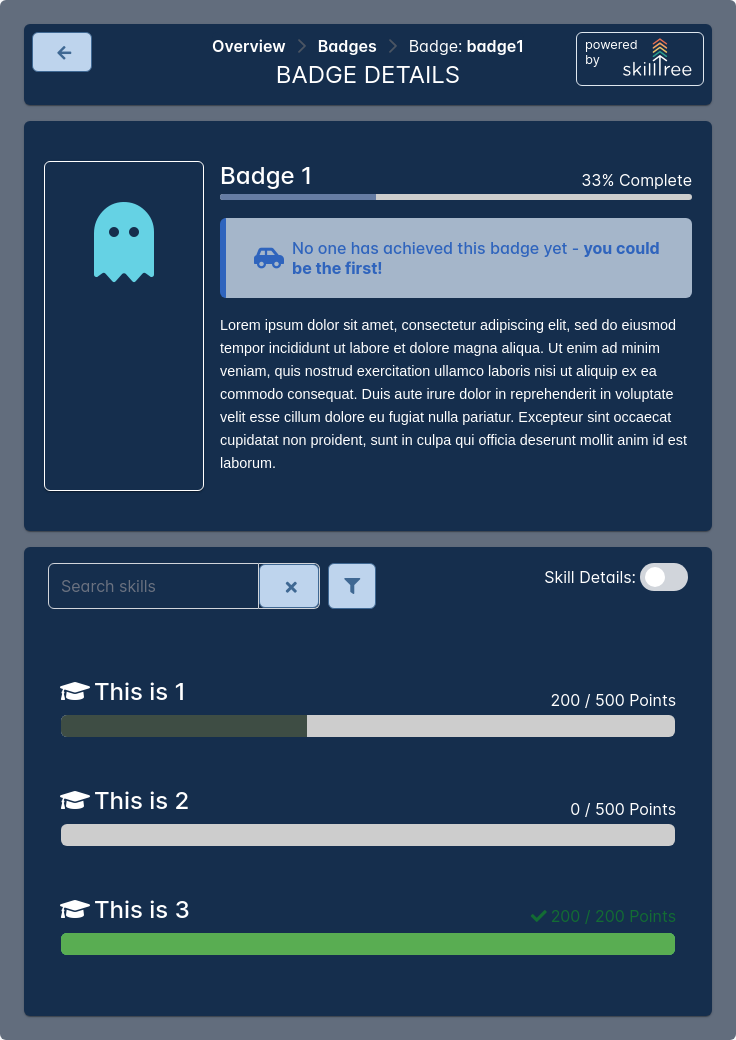 Overview Badges Badge: badge1
BADGE DETAILS
powered
by
skilltree
Badge 1
33% Complete
No one has achieved this badge yet - you could
be the first!
Lorem ipsum dolor sit amet, consectetur adipiscing elit, sed do eiusmod
tempor incididunt ut labore et dolore magna aliqua. Ut enim ad minim
veniam, quis nostrud exercitation ullamco laboris nisi ut aliquip ex ea
commodo consequat. Duis aute irure dolor in reprehenderit in voluptate
velit esse cillum dolore eu fugiat nulla pariatur. Excepteur sint occaecat
cupidatat non proident, sunt in culpa qui officia deserunt mollit anim id est
laborum.
Search skills
Skill Details:
This is 1
200 / 500 Points
This is 2
0 / 500 Points
This is 3
200 / 200 Points